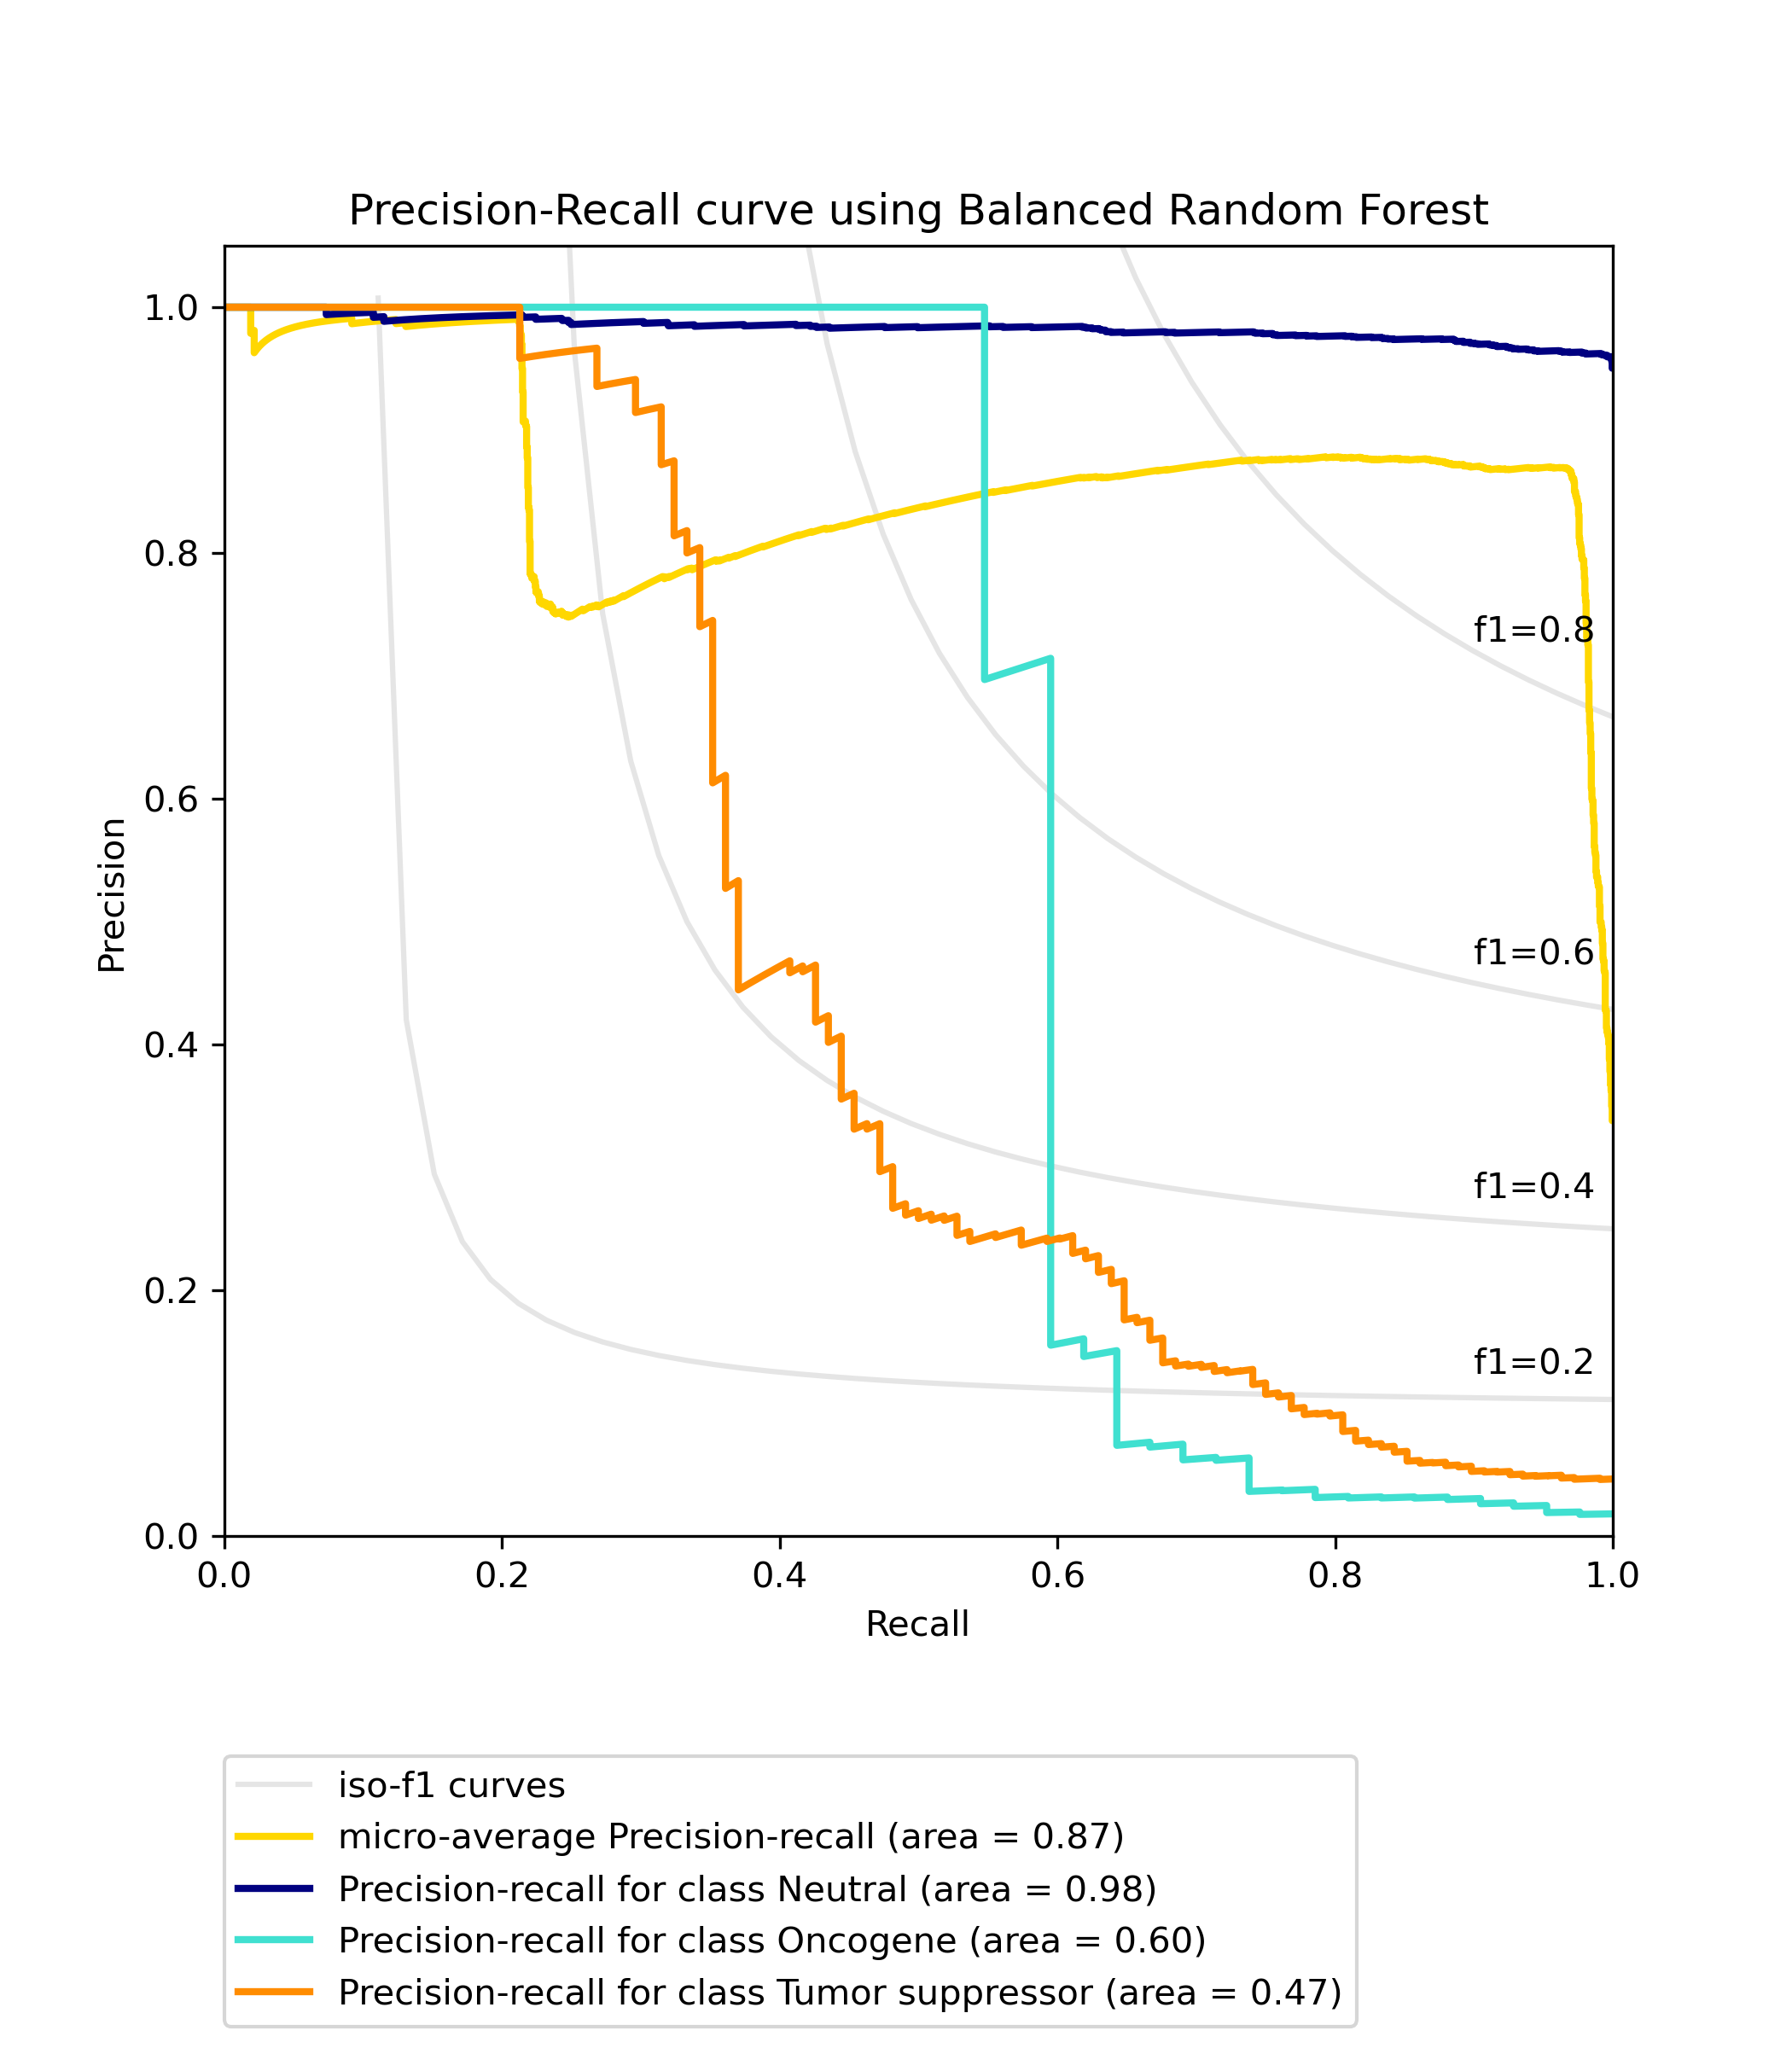 Precision-Recall curve using Balanced Random Forest
1.0
0.8
0.6
0.4
0.2
0.0
Precision
f1=0.8
f1=0.6
f1=0.4
f1=0.2
0.0 0.2 0.4 0.6 0.8 1.0
Recall
iso-f1 curves
micro-average Precision-recall (area = 0.87)
Precision-recall for class Neutral (area = 0.98)
Precision-recall for class Oncogene (area = 0.60)
Precision-recall for class Tumor suppressor (area = 0.47)